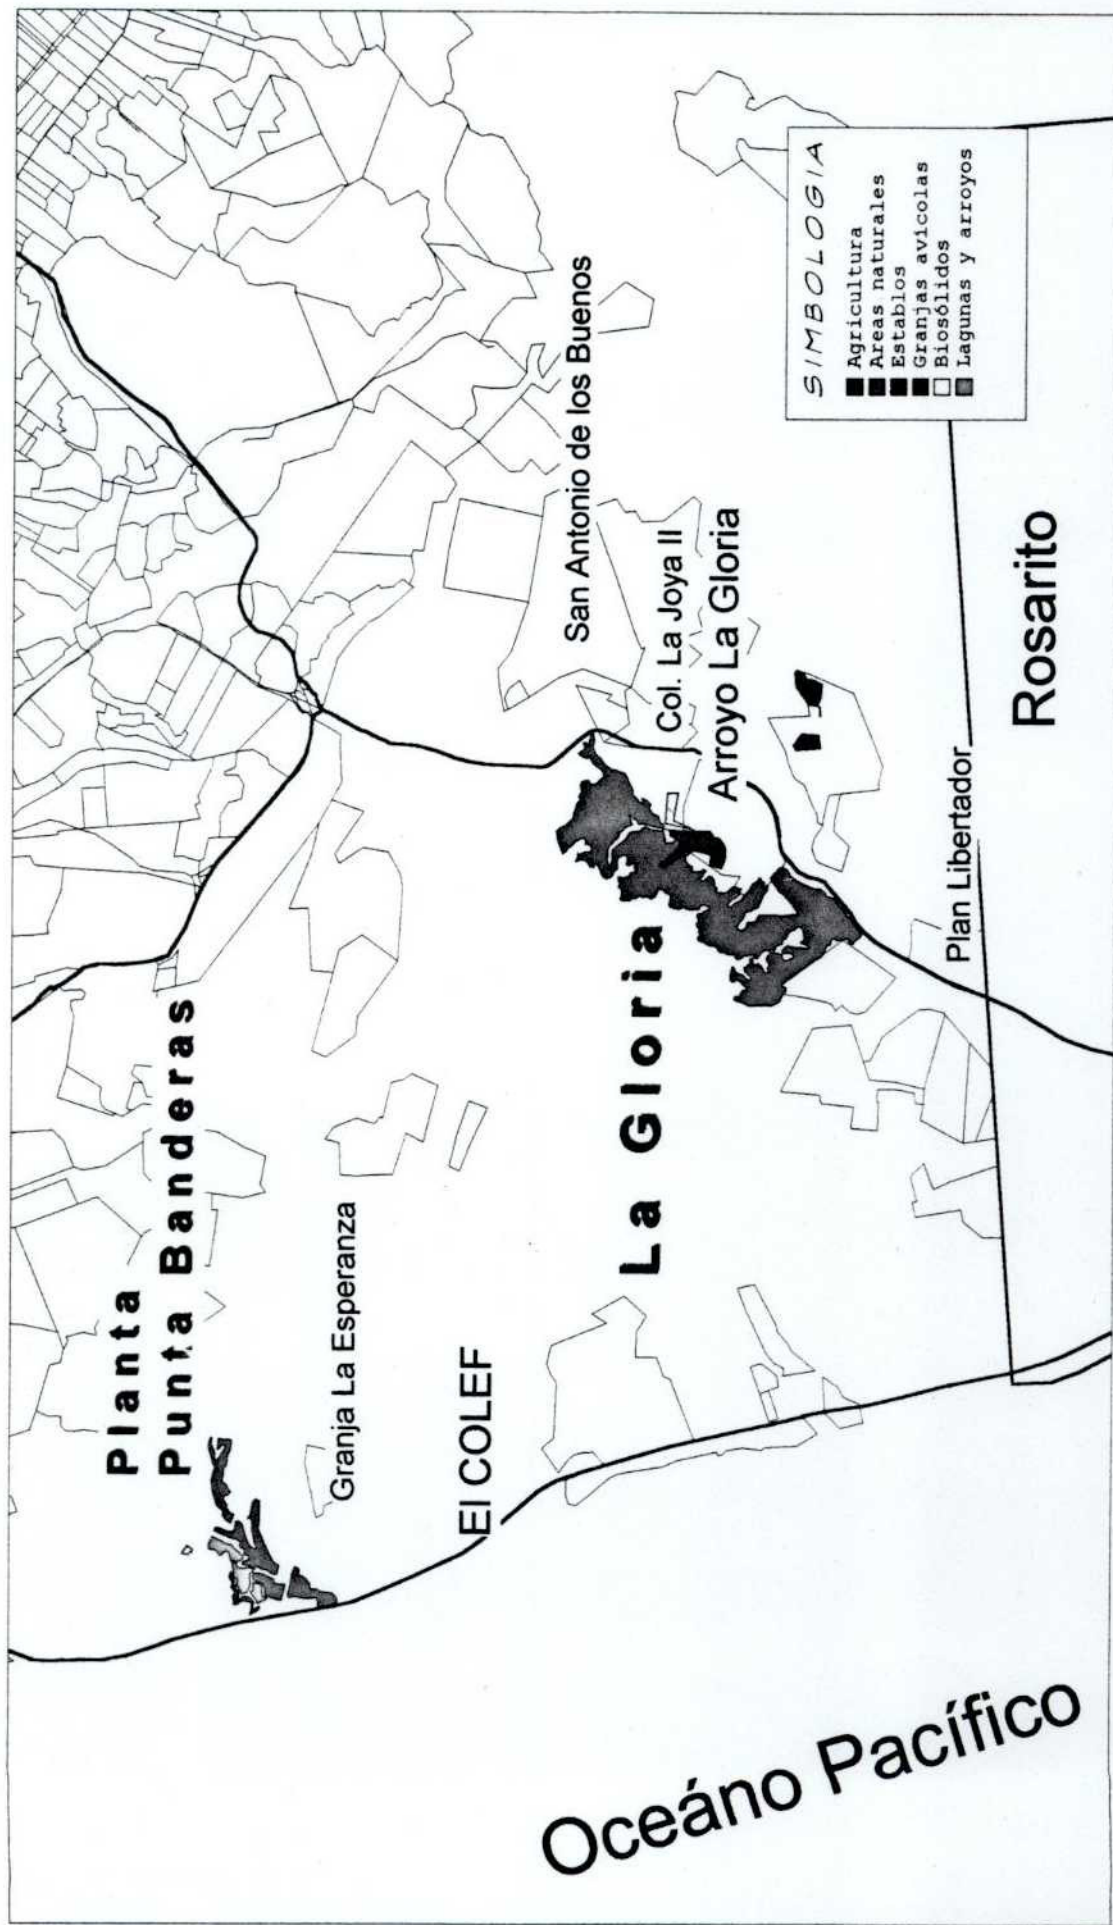 Planta
Punta Banderas
Granja La Esperanza
El COLEF
La Gloria
San Antonio de los Buenos
Col. La Joya II
Arroyo La Gloria
Plan Libertador
Rosarito
Oceáno Pacífico
SIMBOLOGIA
Agricultura
Areas naturales
Establos
Granjas avicolas
Biosólidos
Lagunas y arroyos